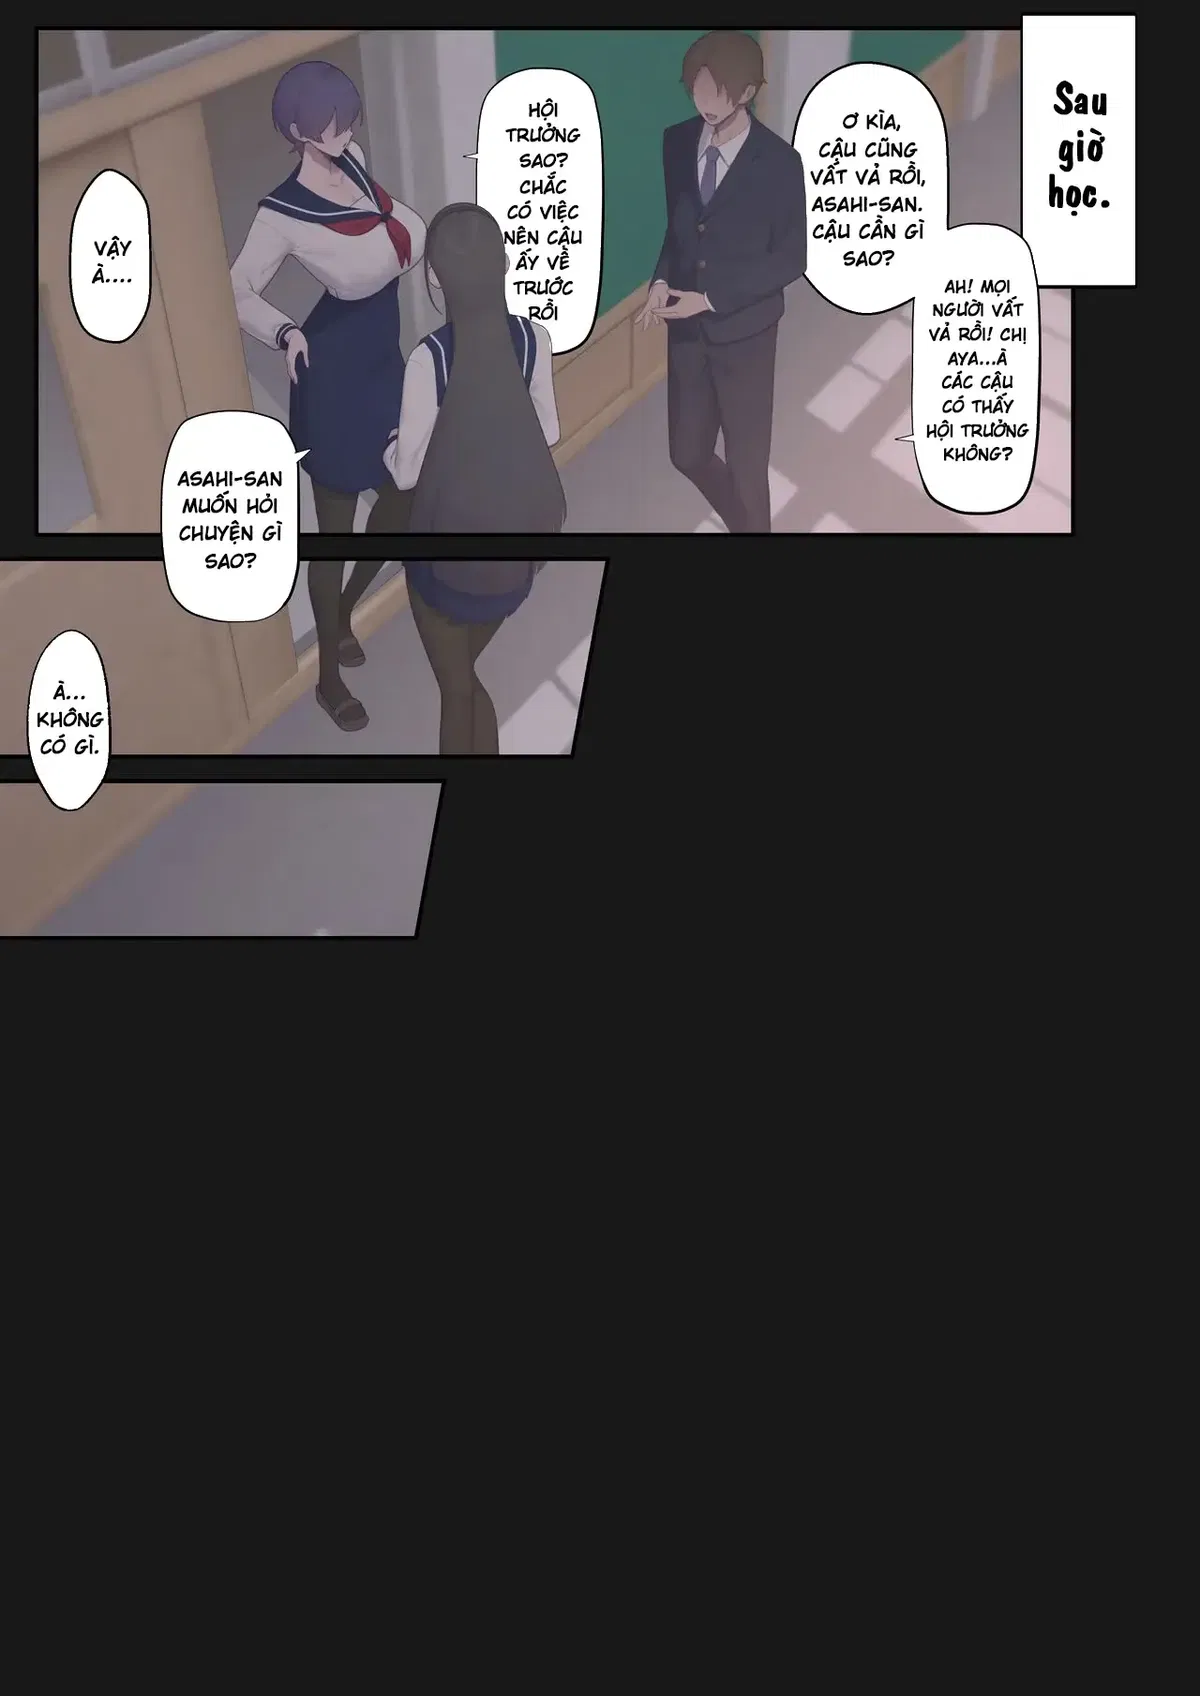 Sau
giờ
học.
AH! MỌI
NGƯỜI VẤT
VẢ RỒI! CHỊ
AYA...À
CÁC CẬU
CÓ THẤY
HỘI TRƯỞNG
KHÔNG?
Ơ KÌA,
CẬU CŨNG
VẤT VẢ RỒI,
ASAHI-SAN.
CẬU CẦN GÌ
SAO?
HỘI
TRƯỞNG
SAO?
CHẮC
CÓ VIỆC
NÊN CẬU
ẤY VỀ
TRƯỚC
RỒI
VẬY
À....
ASAHI-SAN
MUỐN HỎI
CHUYỆN GÌ
SAO?
À...
KHÔNG
CÓ GÌ.